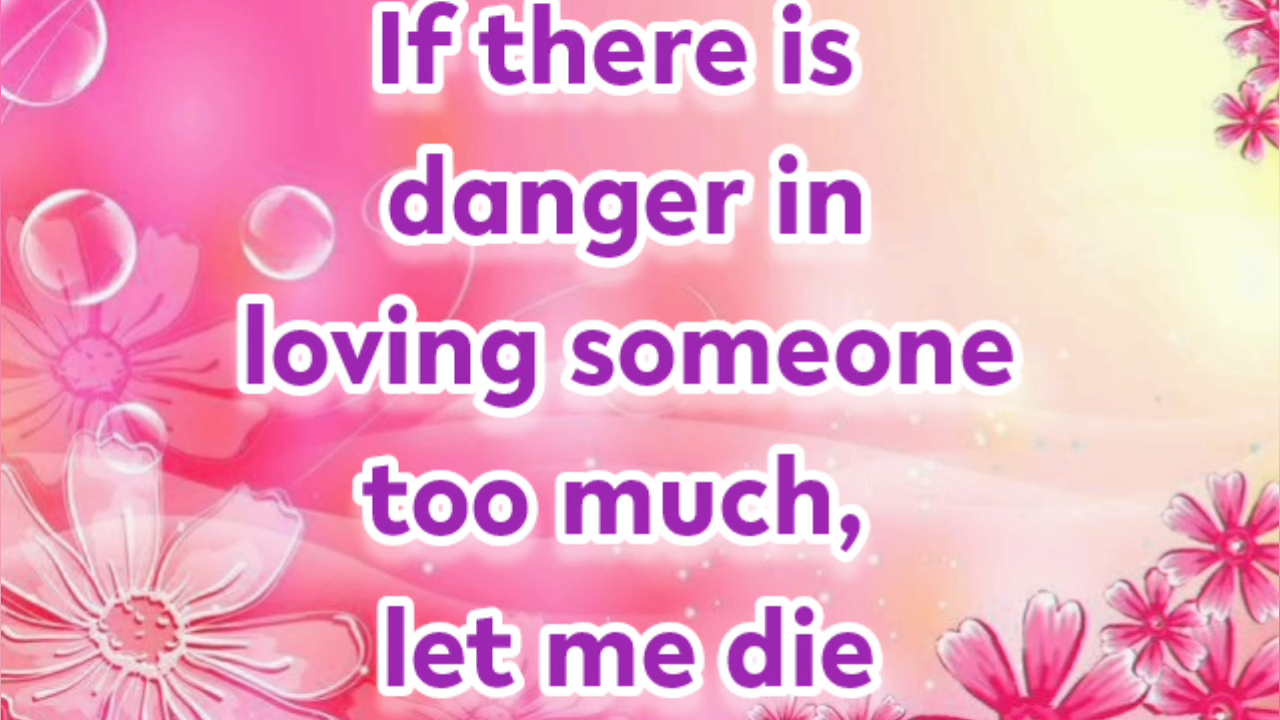 If there is
danger in
loving someone
too much,
let me die